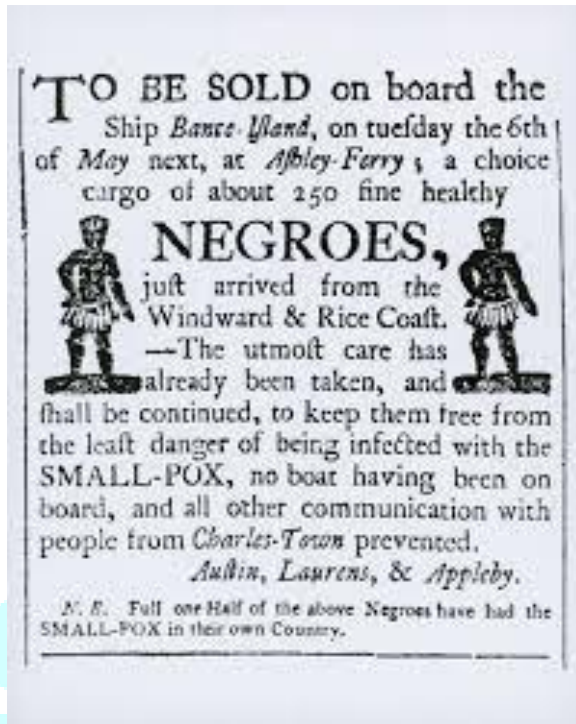 TO BE SOLD on board the
Ship Bance-Iſland, on tueſday the 6th
of May next, at Aſhley-Ferry; a choice
cargo of about 250 fine healthy
NEGROES,
juſt arrived from the
Windward & Rice Coaſt.
—The utmoſt care has
already been taken, and
ſhall be continued, to keep them free from
the leaſt danger of being infected with the
SMALL-POX, no boat having been on
board, and all other communication with
people from Charles-Town prevented.
Auſtin, Laurens, & Appleby.
N. B. Full one Half of the above Negroes have had the
SMALL-POX in their own Country.